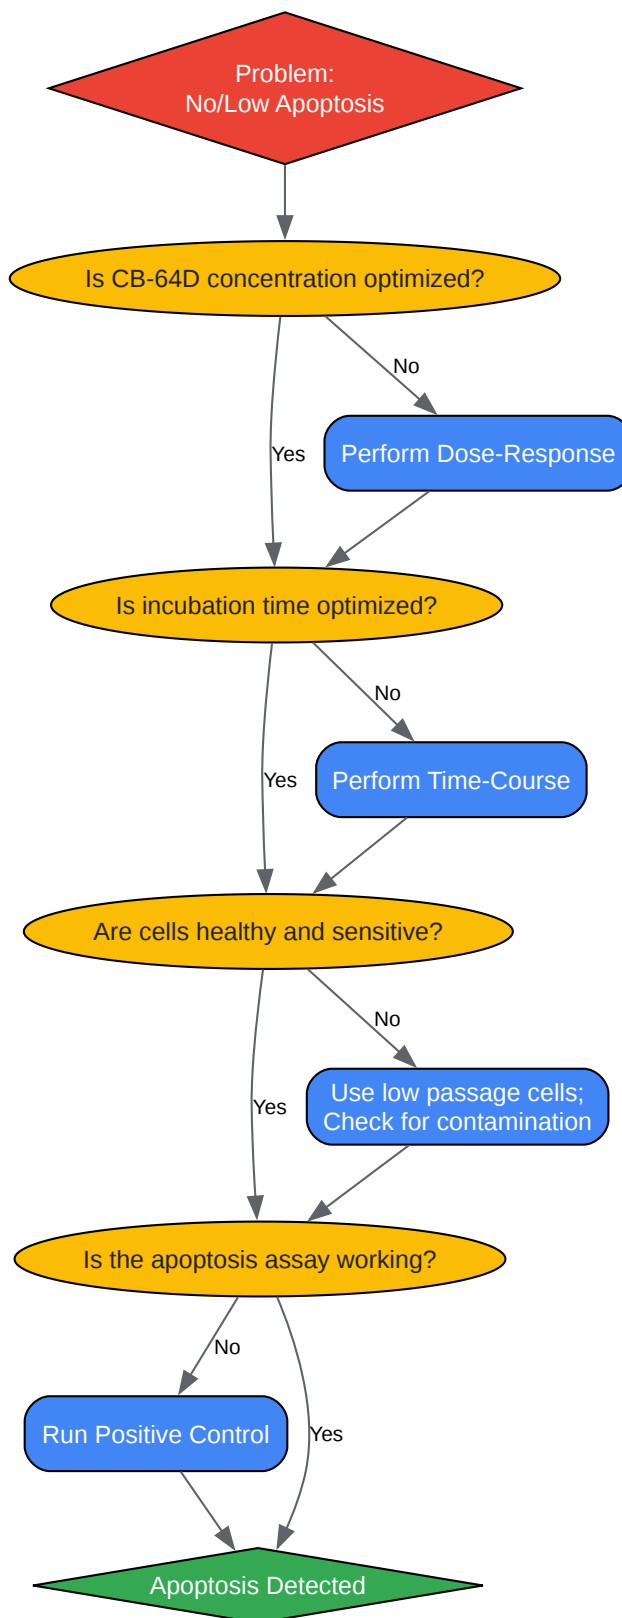 Problem:
No/Low Apoptosis
Is CB-64D concentration optimized?
No
Yes
Perform Dose-Response
Is incubation time optimized?
No
Yes
Perform Time-Course
Are cells healthy and sensitive?
No
Yes
Use low passage cells;
Check for contamination
Is the apoptosis assay working?
No
Run Positive Control
Yes
Apoptosis Detected